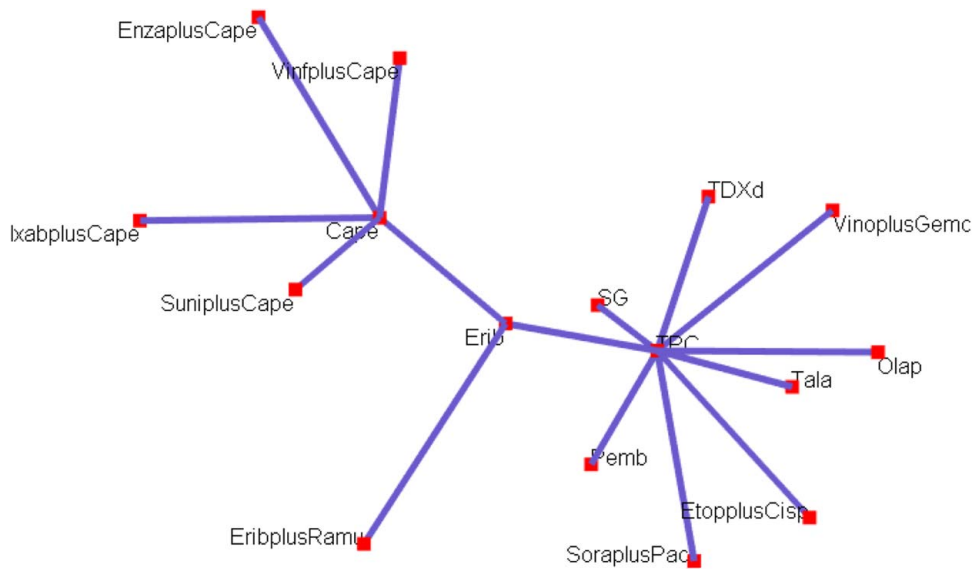 EnzaplusCape
VinfplusCape
TDXd
VinoplusGemc
IxabplusCape
Cape
SuniplusCape
SG
Erib
TPC
Olap
Tala
Pemb
EtopplusCisp
EribplusRamu
SoraplusPac